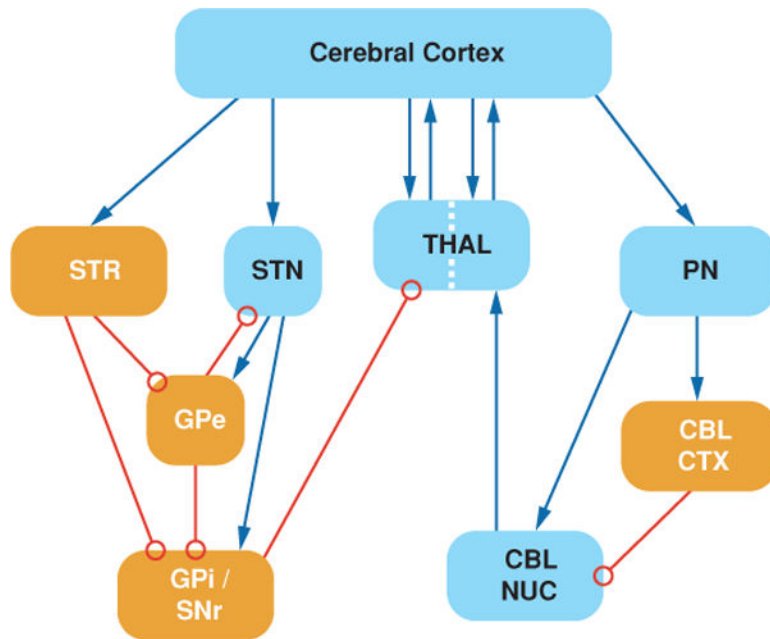 Cerebral Cortex
STR
STN
THAL
PN
GPe
CBL
CTX
GPi /
SNr
CBL
NUC